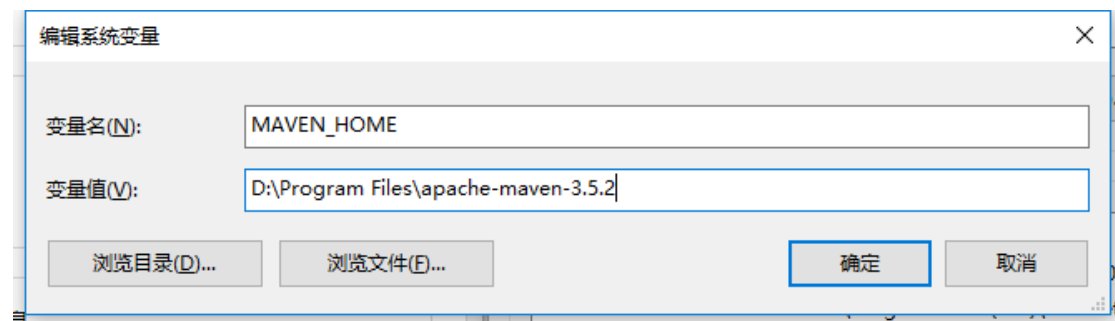 编辑系统变量
变量名(N): MAVEN_HOME
变量值(V): D:\Program Files\apache-maven-3.5.2
浏览目录(D)... 浏览文件(F)... 确定 取消